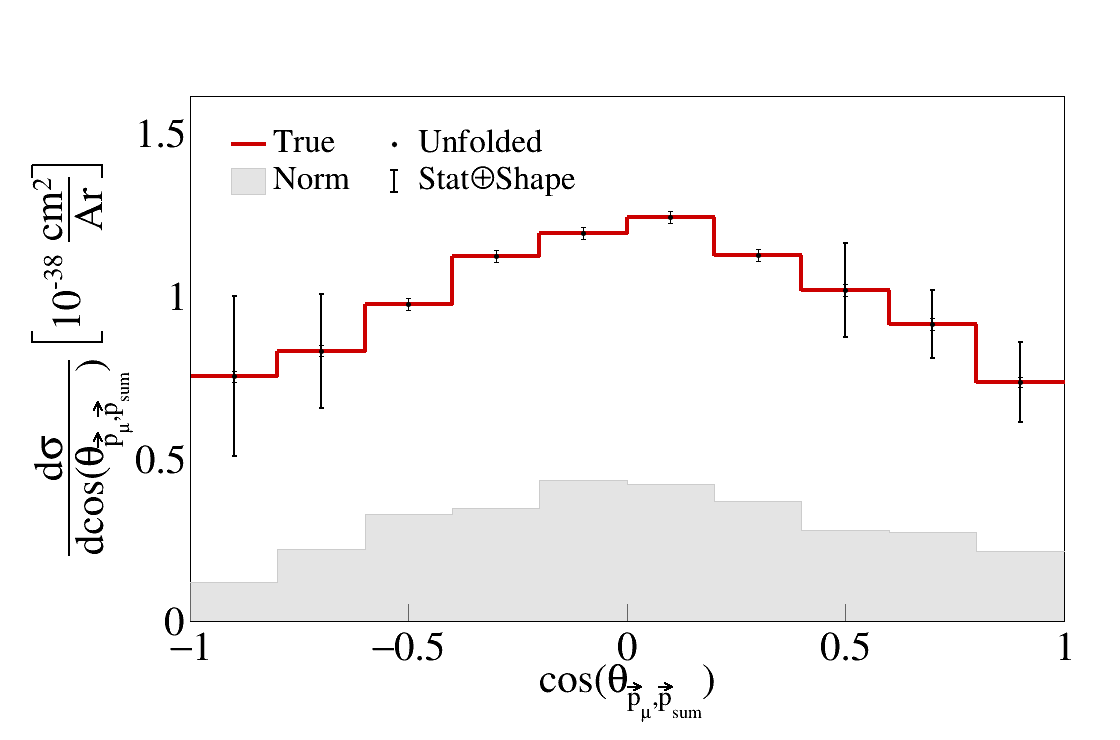 True
Unfolded
Norm
Stat⊕Shape
dσ
dcos(θ p⃗μ,p⃗sum)
[10-38 cm2
Ar]
1.5
1
0.5
0
−1
−0.5
0
0.5
1
cos(θp⃗μ,p⃗sum)